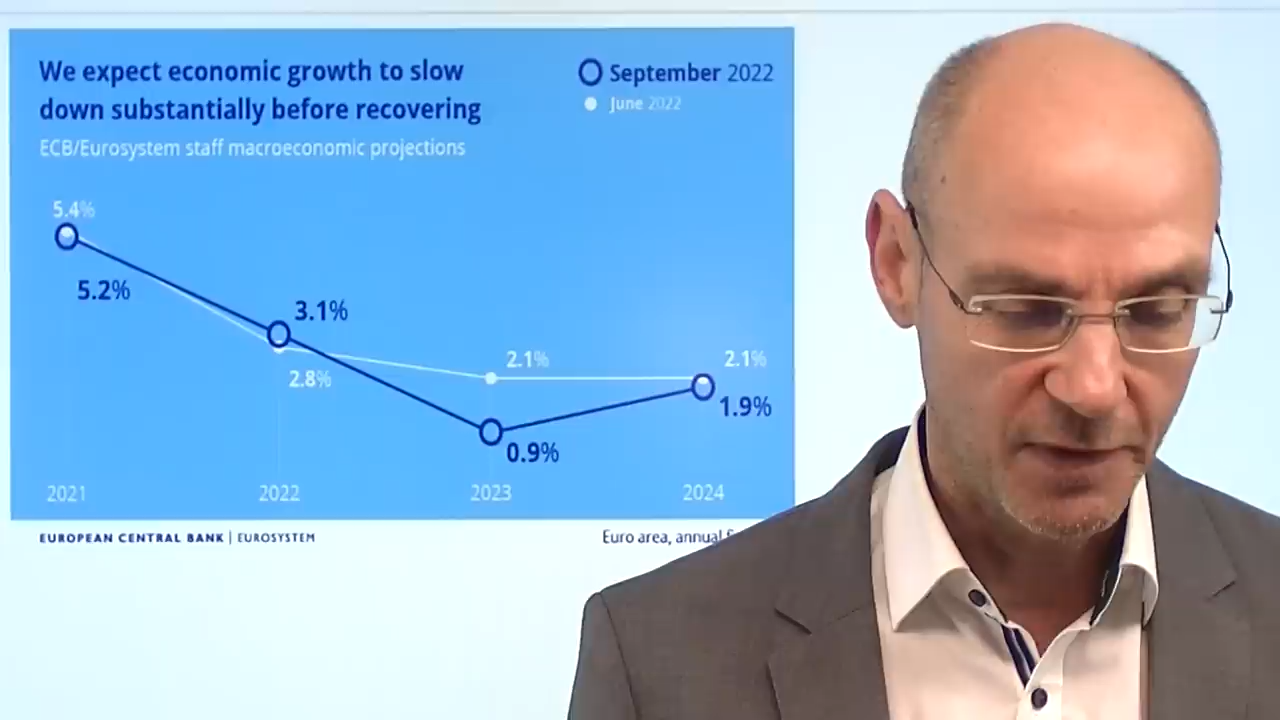 We expect economic growth to slow
down substantially before recovering
ECB/Eurosystem staff macroeconomic projections
September 2022
June 2022
5.4%
5.2%
3.1%
2.8%
2.1%
0.9%
2.1%
1.9%
2021
2022
2023
2024
EUROPEAN CENTRAL BANK | EUROSYSTEM
Euro area, annual